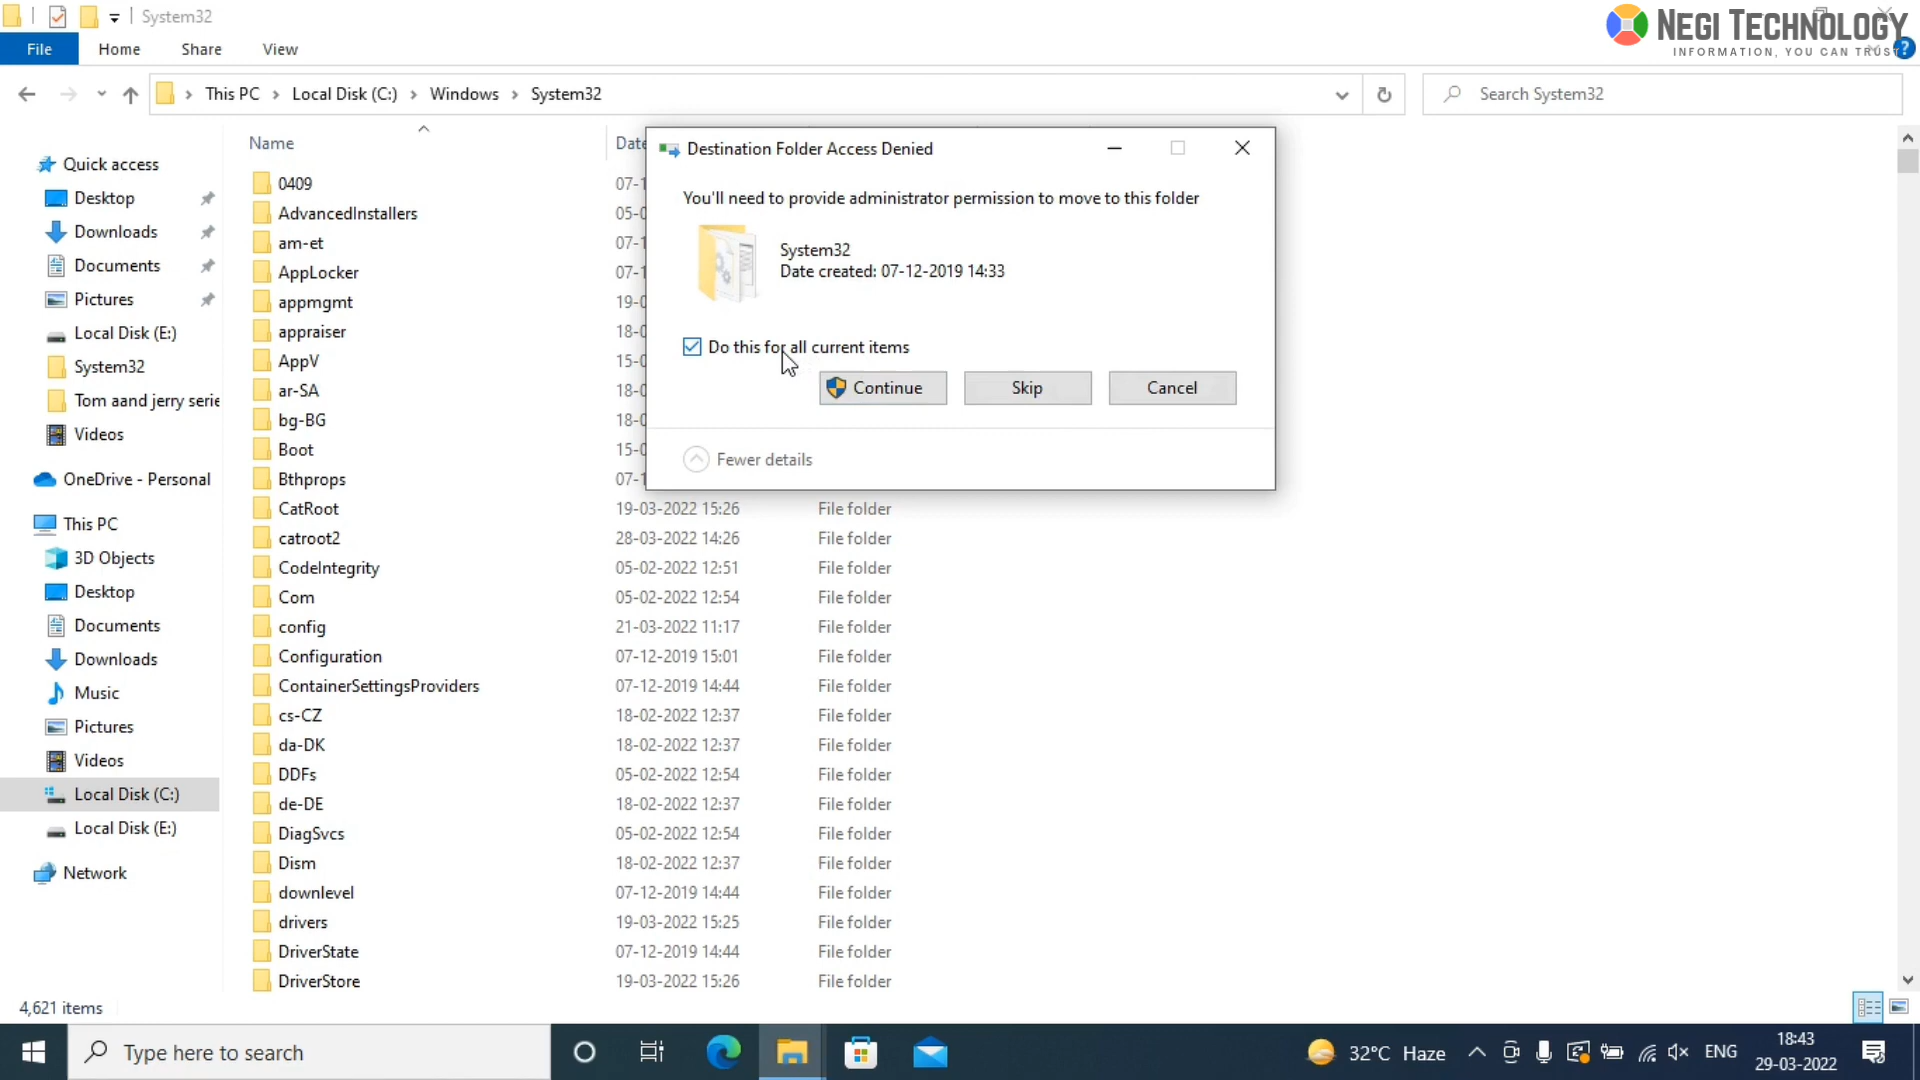 System32
NEGI TECHNOLOGY
INFORMATION, YOU CAN TRUST
File Home Share View
This PC Local Disk (C:) Windows System32
Search System32
Name Date
Destination Folder Access Denied
You'll need to provide administrator permission to move to this folder
System32
Date created: 07-12-2019 14:33
Do this for all current items
Continue Skip Cancel
Fewer details
Quick access
Desktop
Downloads
Documents
Pictures
Local Disk (E:)
System32
Tom aand jerry serie
Videos
OneDrive - Personal
This PC
3D Objects
Desktop
Documents
Downloads
Music
Pictures
Videos
Local Disk (C:)
Local Disk (E:)
Network
0409 07-1
AdvancedInstallers 05-0
am-et 07-1
AppLocker 07-1
appmgmt 19-0
appraiser 18-0
AppV 15-0
ar-SA 18-0
bg-BG 18-0
Boot 15-0
Bthprops 07-1
CatRoot 19-03-2022 15:26 File folder
catroot2 28-03-2022 14:26 File folder
CodeIntegrity 05-02-2022 12:51 File folder
Com 05-02-2022 12:54 File folder
config 21-03-2022 11:17 File folder
Configuration 07-12-2019 15:01 File folder
ContainerSettingsProviders 07-12-2019 14:44 File folder
cs-CZ 18-02-2022 12:37 File folder
da-DK 18-02-2022 12:37 File folder
DDFs 05-02-2022 12:54 File folder
de-DE 18-02-2022 12:37 File folder
DiagSvcs 05-02-2022 12:54 File folder
Dism 18-02-2022 12:37 File folder
downlevel 07-12-2019 14:44 File folder
drivers 19-03-2022 15:25 File folder
DriverState 07-12-2019 14:44 File folder
DriverStore 19-03-2022 15:26 File folder
4,621 items
Type here to search
32°C Haze
ENG
18:43
29-03-2022